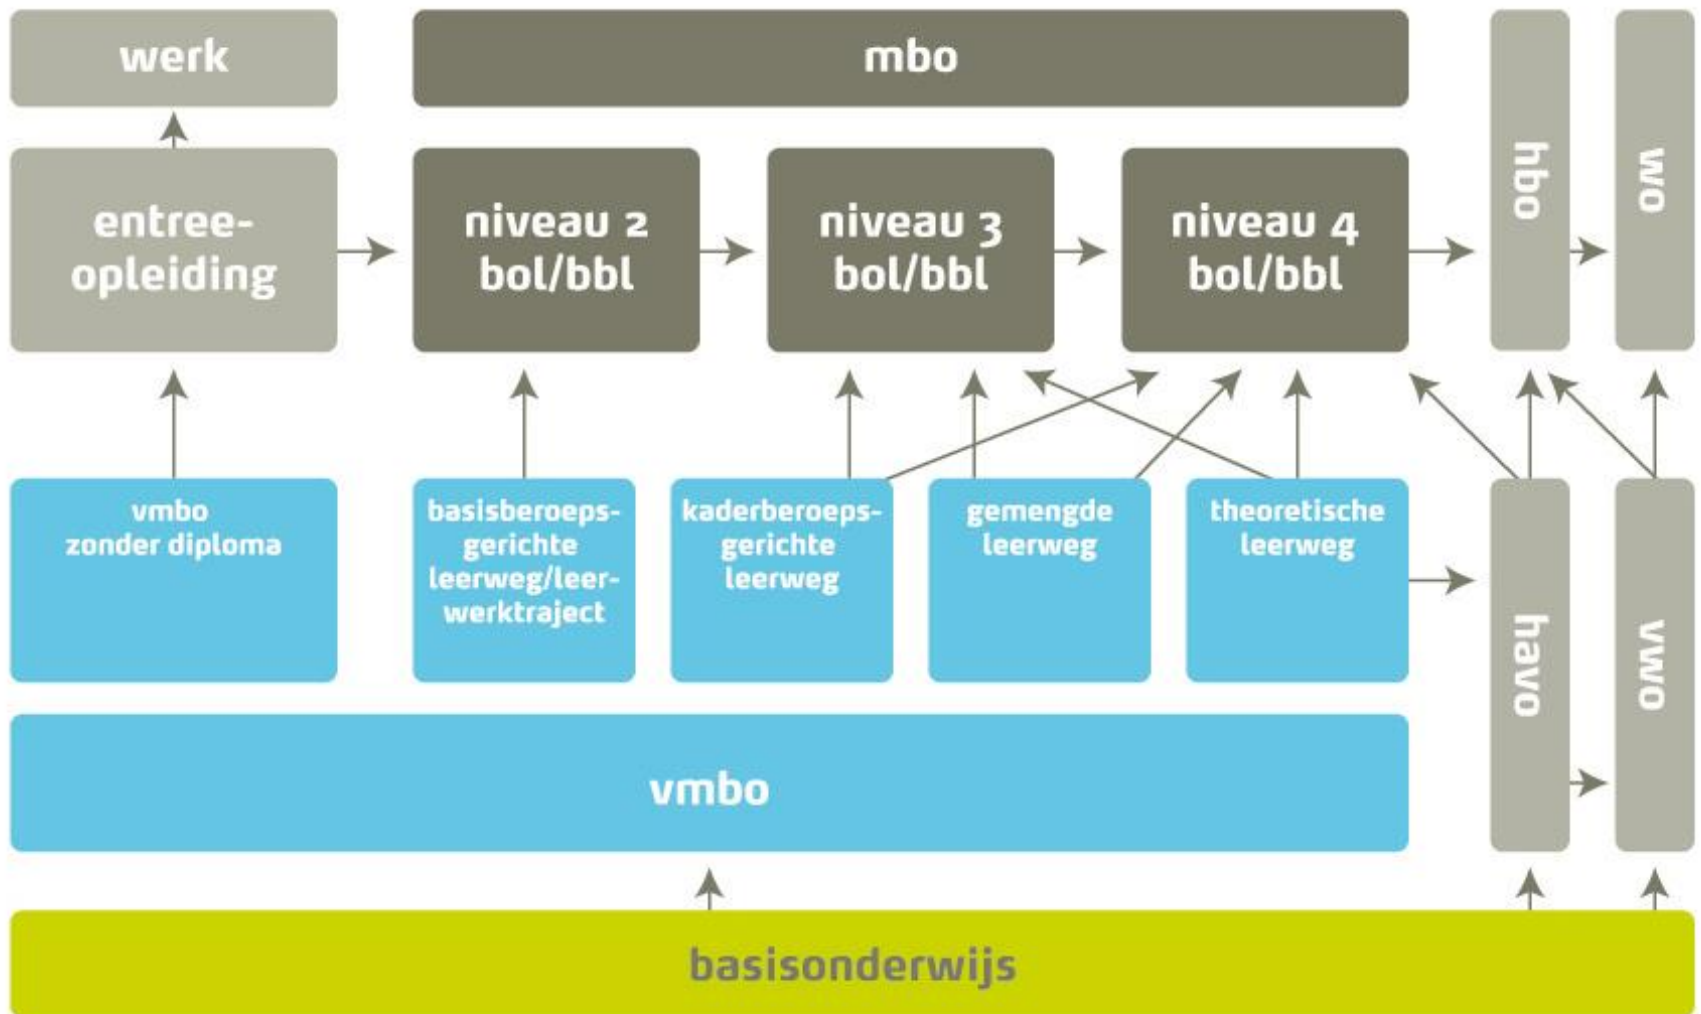 werk
mbo
entree-
opleiding
niveau 2
bol/bbl
niveau 3
bol/bbl
niveau 4
bol/bbl
hbo
wo
vmbo
zonder diploma
basisberoeps-
gerichte
leerweg/leer-
werktraject
kaderberoeps-
gerichte
leerweg
gemengde
leerweg
theoretische
leerweg
havo
vwo
vmbo
basisonderwijs